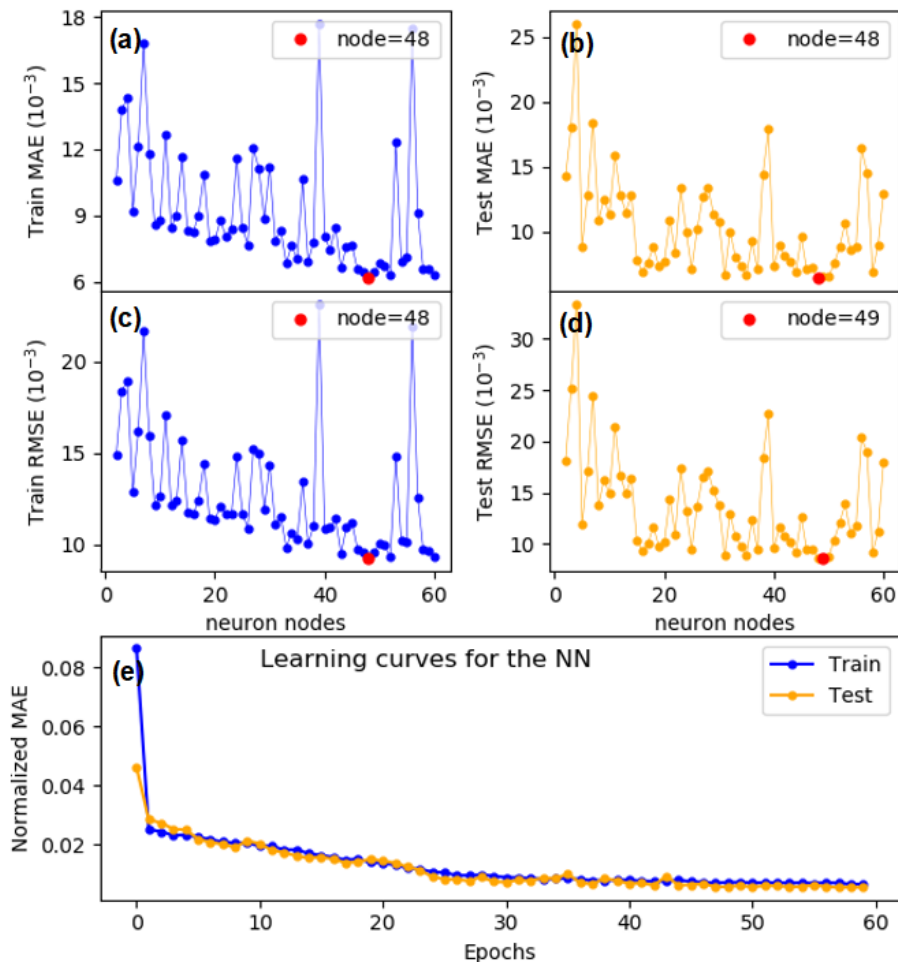 (a)
node=48
Train MAE (10⁻³)
18
15
12
9
6
(b)
node=48
Test MAE (10⁻³)
25
20
15
10
(c)
node=48
Train RMSE (10⁻³)
20
15
10
0
20
40
60
neuron nodes
(d)
node=49
Test RMSE (10⁻³)
30
25
20
15
10
0
20
40
60
neuron nodes
(e)
Learning curves for the NN
Train
Test
Normalized MAE
0.08
0.06
0.04
0.02
0
10
20
30
40
50
60
Epochs